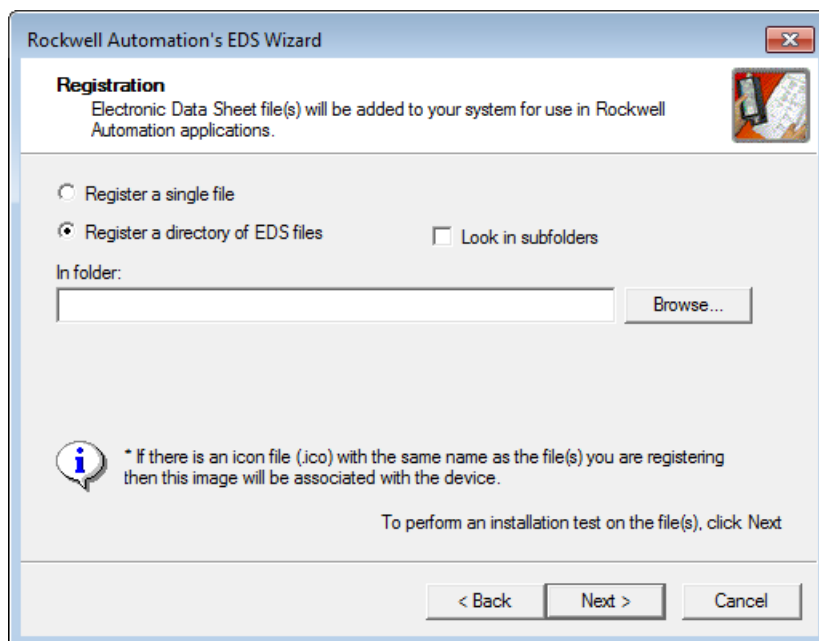 Rockwell Automation's EDS Wizard
Registration
Electronic Data Sheet file(s) will be added to your system for use in Rockwell
Automation applications.
Register a single file
Register a directory of EDS files
Look in subfolders
In folder:
Browse...
* If there is an icon file (.ico) with the same name as the file(s) you are registering
then this image will be associated with the device.
To perform an installation test on the file(s), click Next
< Back
Next >
Cancel